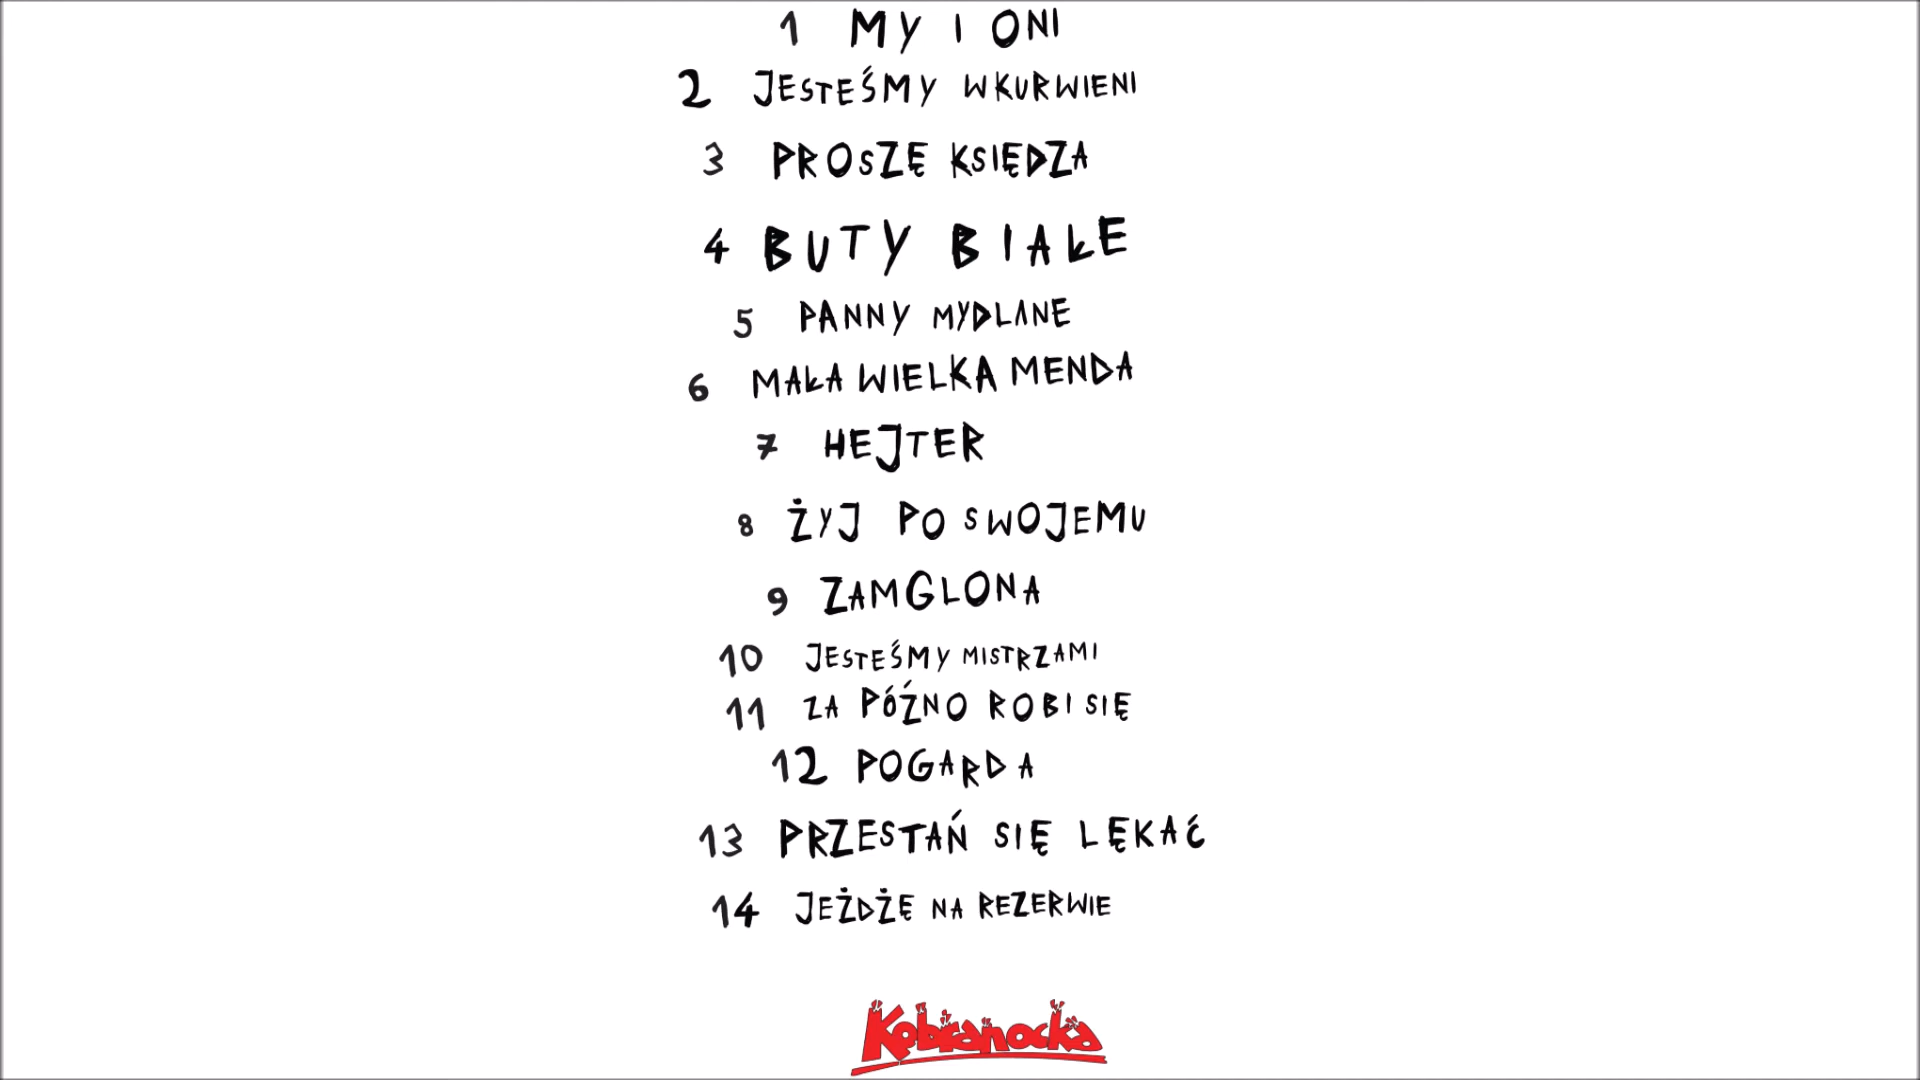 1 MY I ONI
2 JESTEŚMY WKURWIENI
3 PROSZĘ KSIĘDZA
4 BUTY BIAŁE
5 PANNY MYDLANE
6 MAŁA WIELKA MENDA
7 HEJTER
8 ŻYJ PO SWOJEMU
9 ZAMGLONA
10 JESTEŚMY MISTRZAMI
11 ZA PÓŹNO ROBI SIĘ
12 POGARDA
13 PRZESTAŃ SIĘ LĘKAĆ
14 JEŻDŻĘ NA REZERWIE
Kobranocka